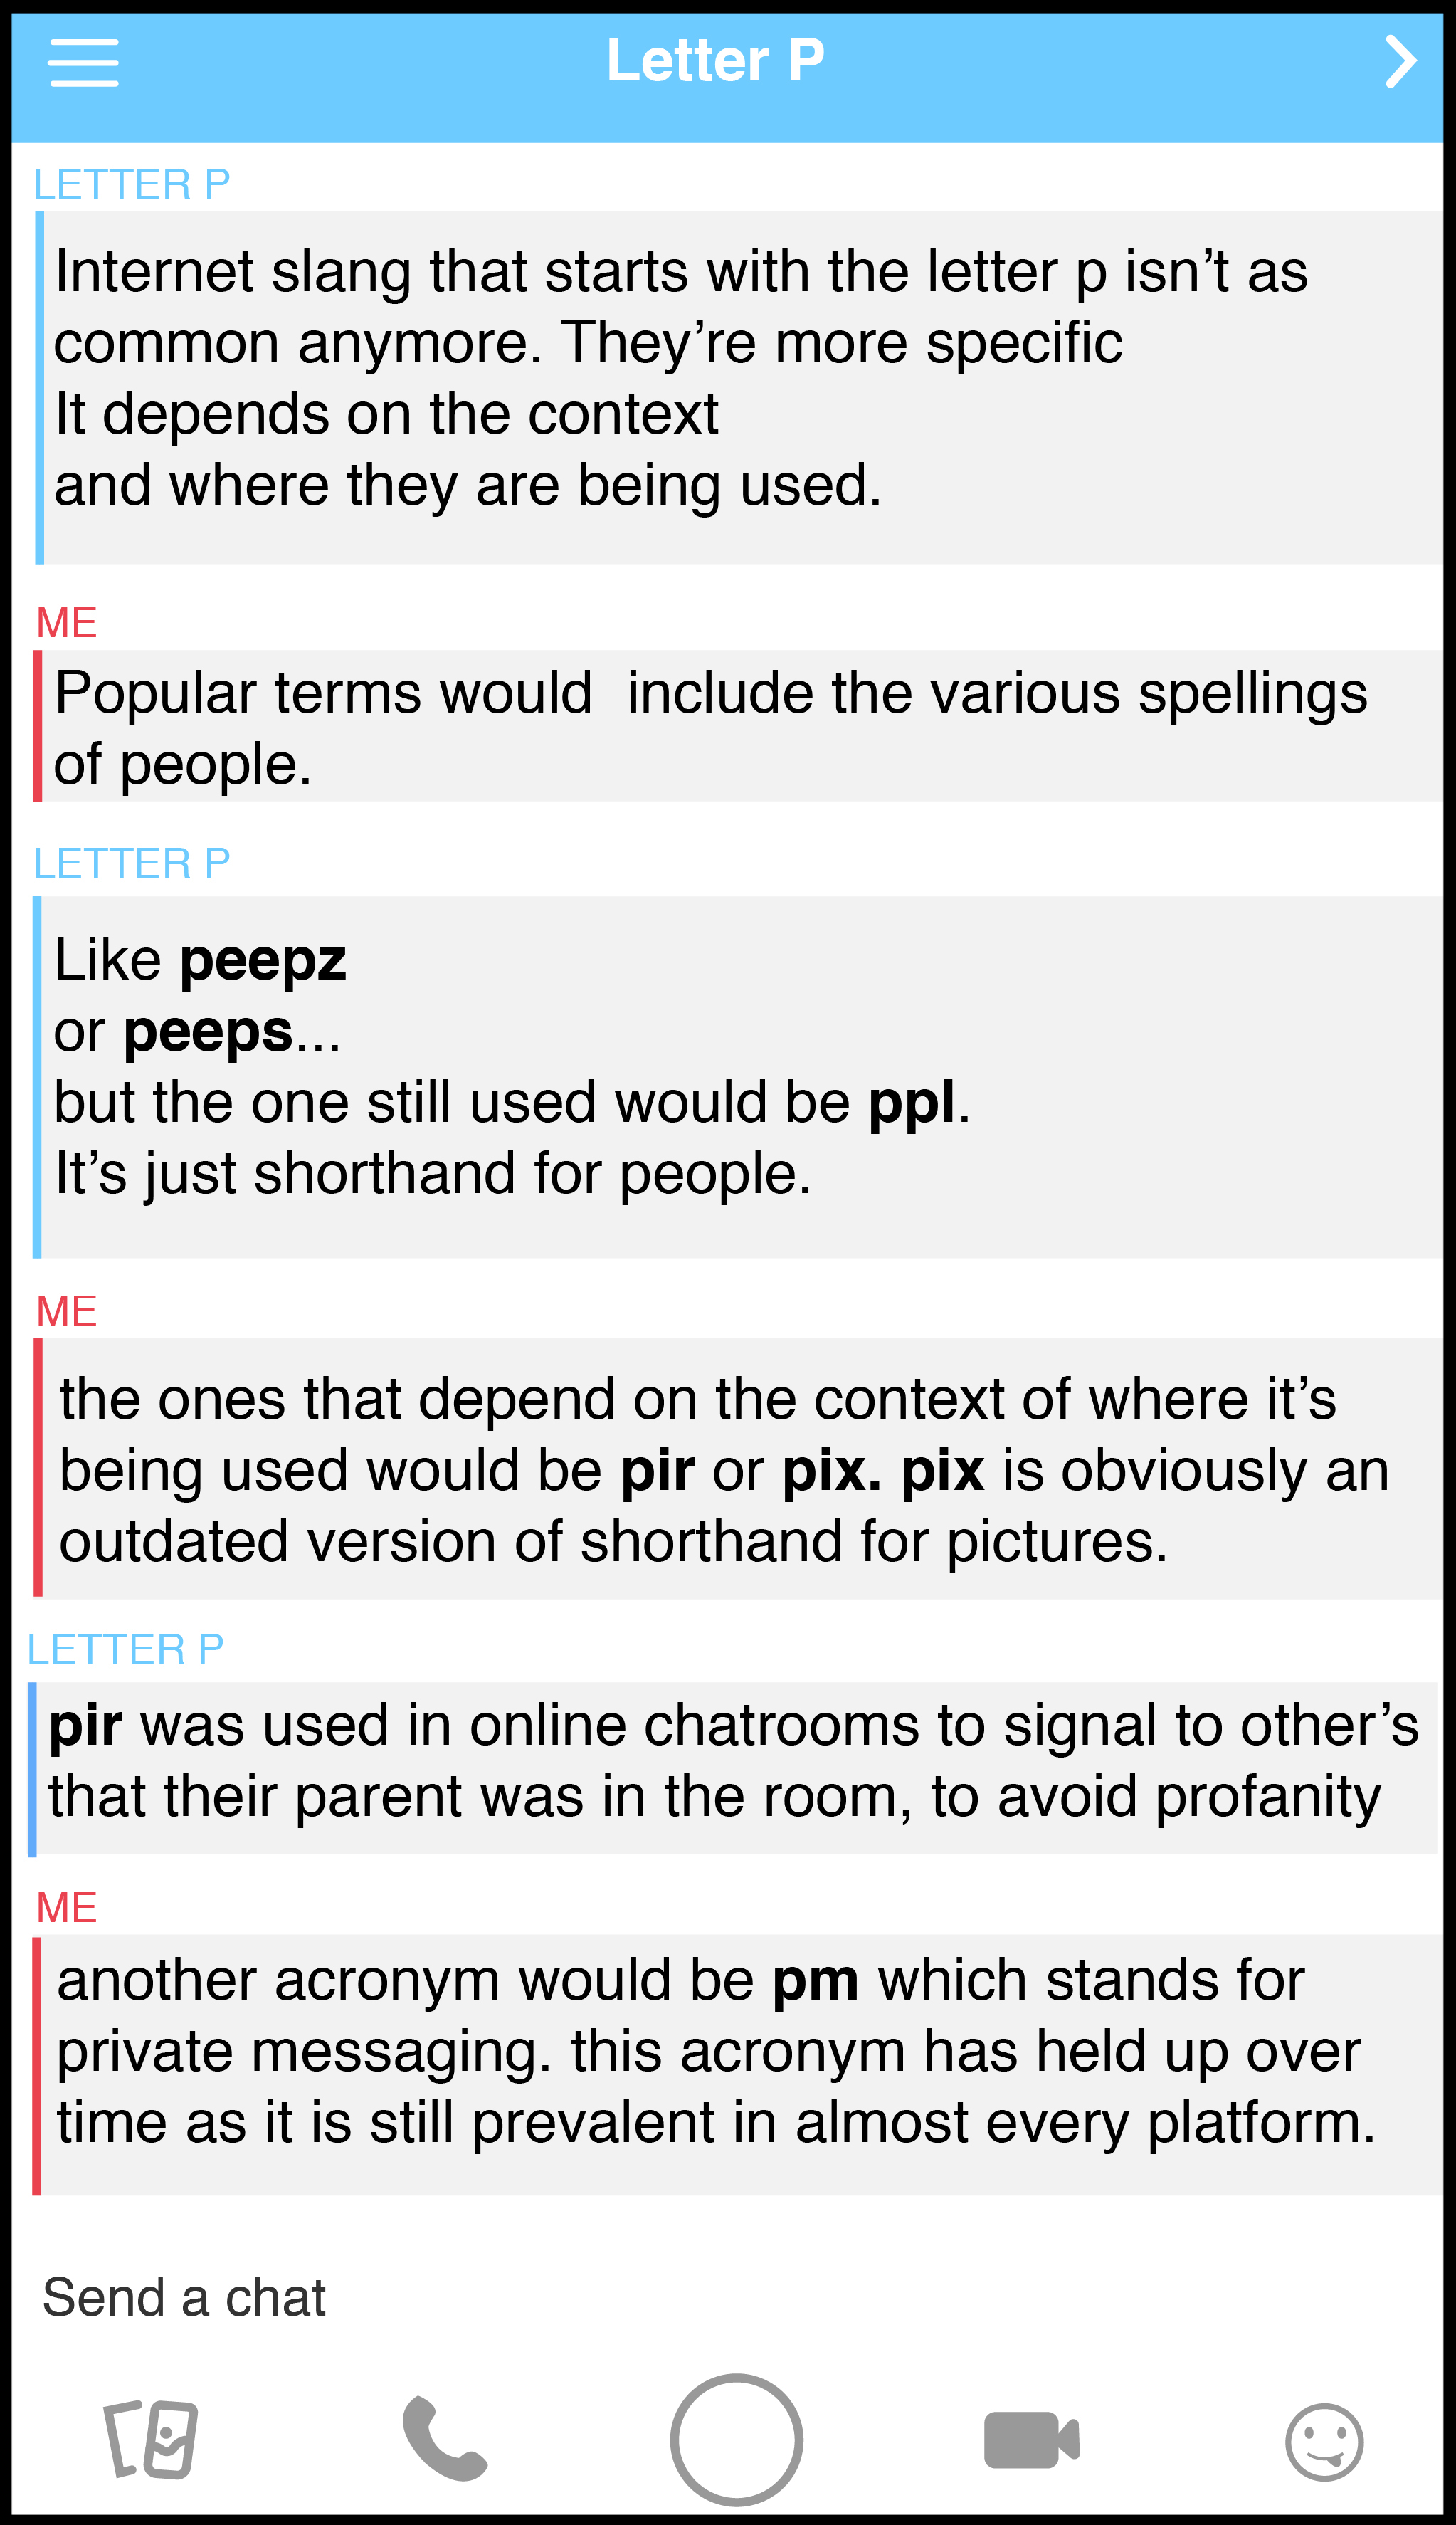 Letter P
LETTER P
Internet slang that starts with the letter p isn’t as
common anymore. They’re more specific
It depends on the context
and where they are being used.
ME
Popular terms would  include the various spellings
of people.
LETTER P
Like peepz
or peeps...
but the one still used would be ppl.
It’s just shorthand for people.
ME
the ones that depend on the context of where it’s
being used would be pir or pix. pix is obviously an
outdated version of shorthand for pictures.
LETTER P
pir was used in online chatrooms to signal to other’s
that their parent was in the room, to avoid profanity
ME
another acronym would be pm which stands for
private messaging. this acronym has held up over
time as it is still prevalent in almost every platform.
Send a chat